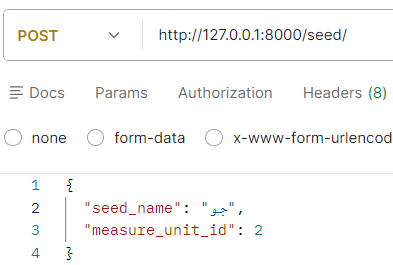 POST http://127.0.0.1:8000/seed/
Docs Params Authorization Headers (8)
none form-data x-www-form-urlencod
1 {
2 "seed_name": "جو",
3 "measure_unit_id": 2
4 }